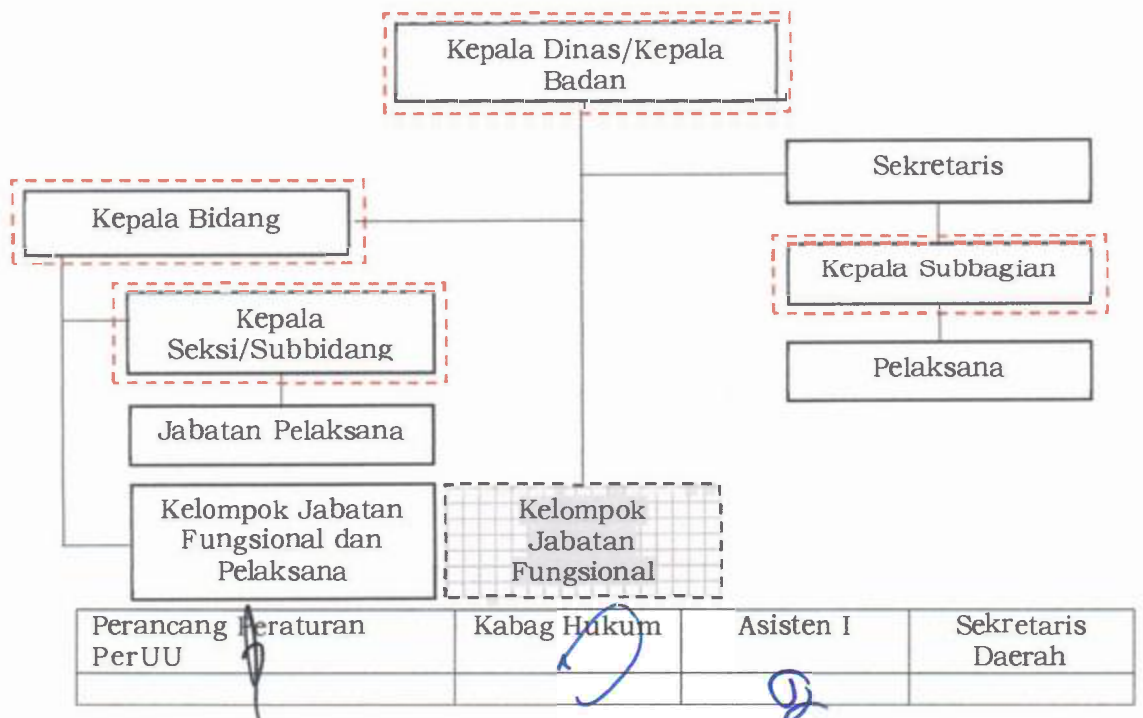 Kepala Dinas/Kepala
Badan
Sekretaris
Kepala Bidang
Kepala Subbagian
Kepala
Seksi/Subbidang
Pelaksana
Jabatan Pelaksana
Kelompok Jabatan
Fungsional dan
Pelaksana
Kelompok
Jabatan
Fungsional
Perancang Peraturan
PerUU
Kabag Hukum
Asisten I
Sekretaris
Daerah